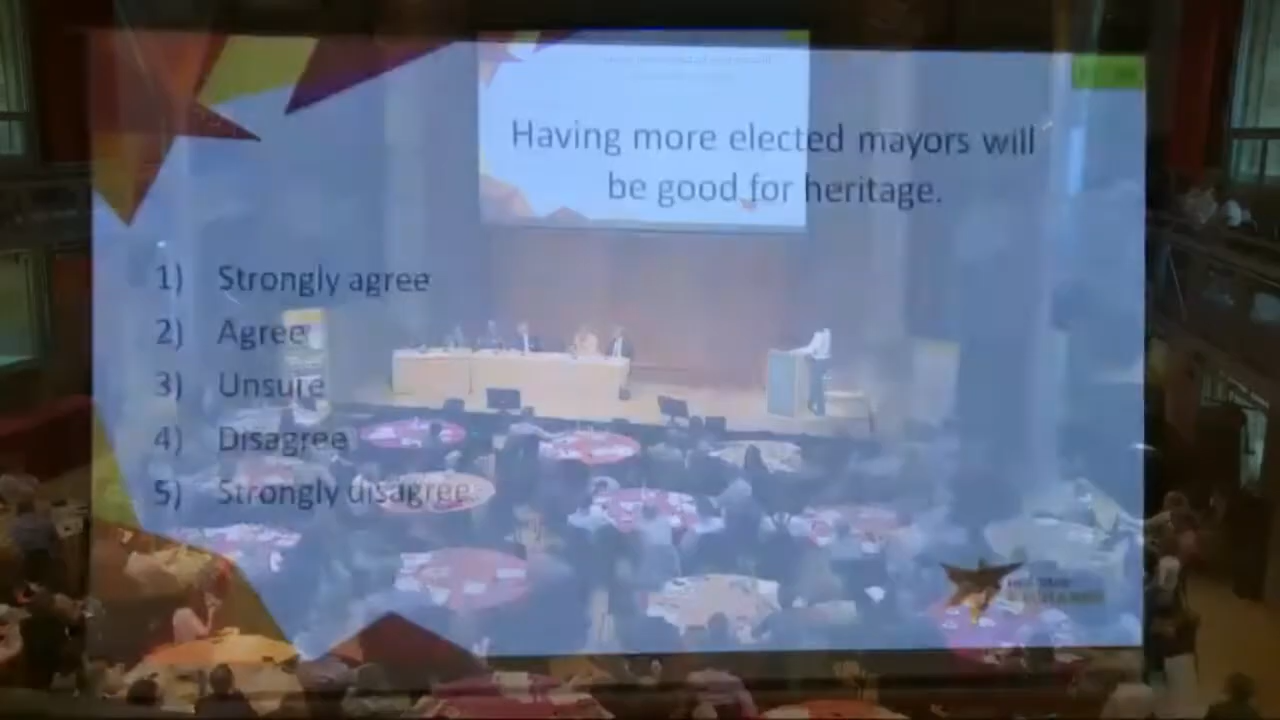 Having more elected mayors will
be good for heritage.
1) Strongly agree
2) Agree
3) Unsure
4) Disagree
5) Strongly disagree